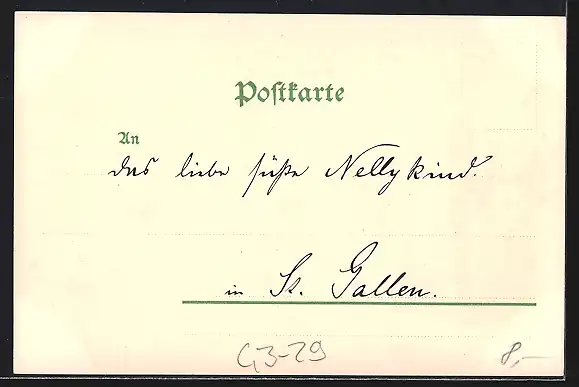 Postkarte
An
das liebe süße Nellykind.
in St. Gallen.
G3-29
8,-